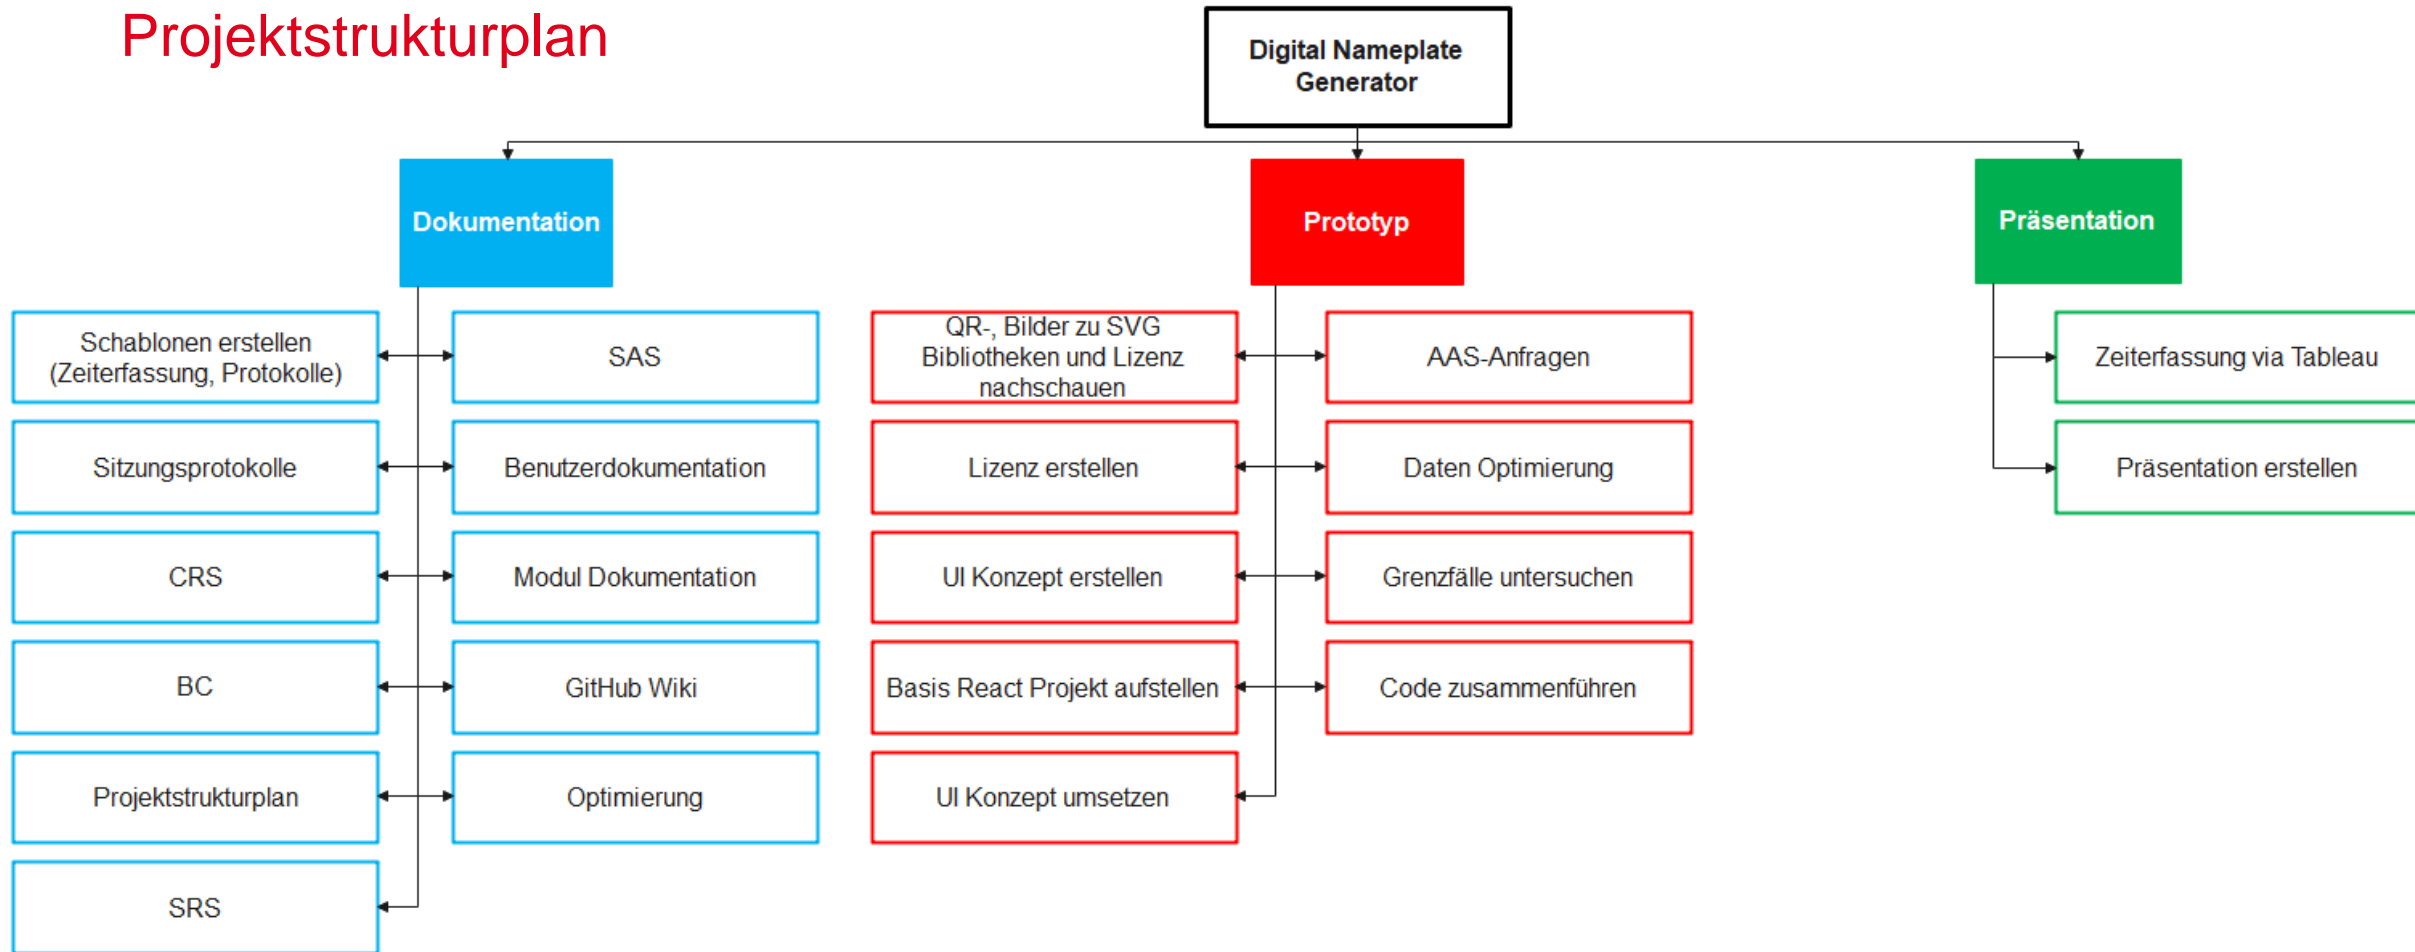 Projektstrukturplan
Digital Nameplate
Generator
Dokumentation
Prototyp
Präsentation
Schablonen erstellen
(Zeiterfassung, Protokolle)
SAS
Sitzungsprotokolle
Benutzerdokumentation
CRS
Modul Dokumentation
BC
GitHub Wiki
Projektstrukturplan
Optimierung
SRS
QR-, Bilder zu SVG
Bibliotheken und Lizenz
nachschauen
AAS-Anfragen
Lizenz erstellen
Daten Optimierung
UI Konzept erstellen
Grenzfälle untersuchen
Basis React Projekt aufstellen
Code zusammenführen
UI Konzept umsetzen
Zeiterfassung via Tableau
Präsentation erstellen